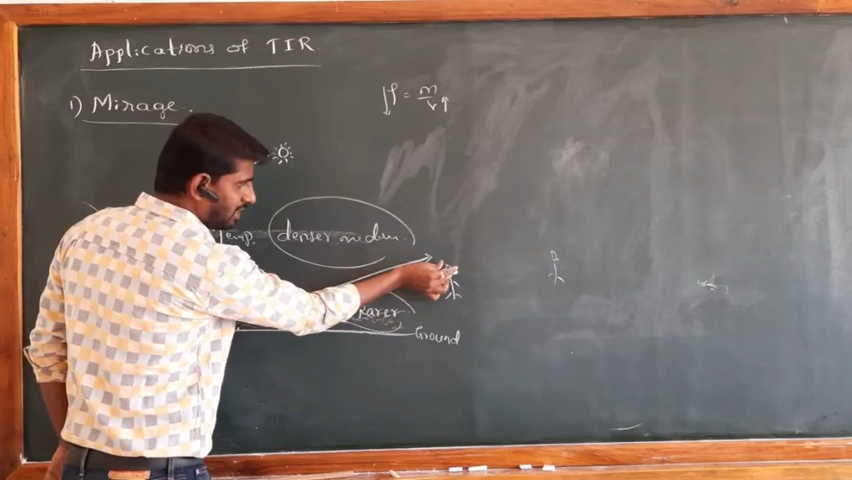 Applications of TIR
1) Mirage.
ρ = m/v
Temp. denser medium.
rarer
Ground